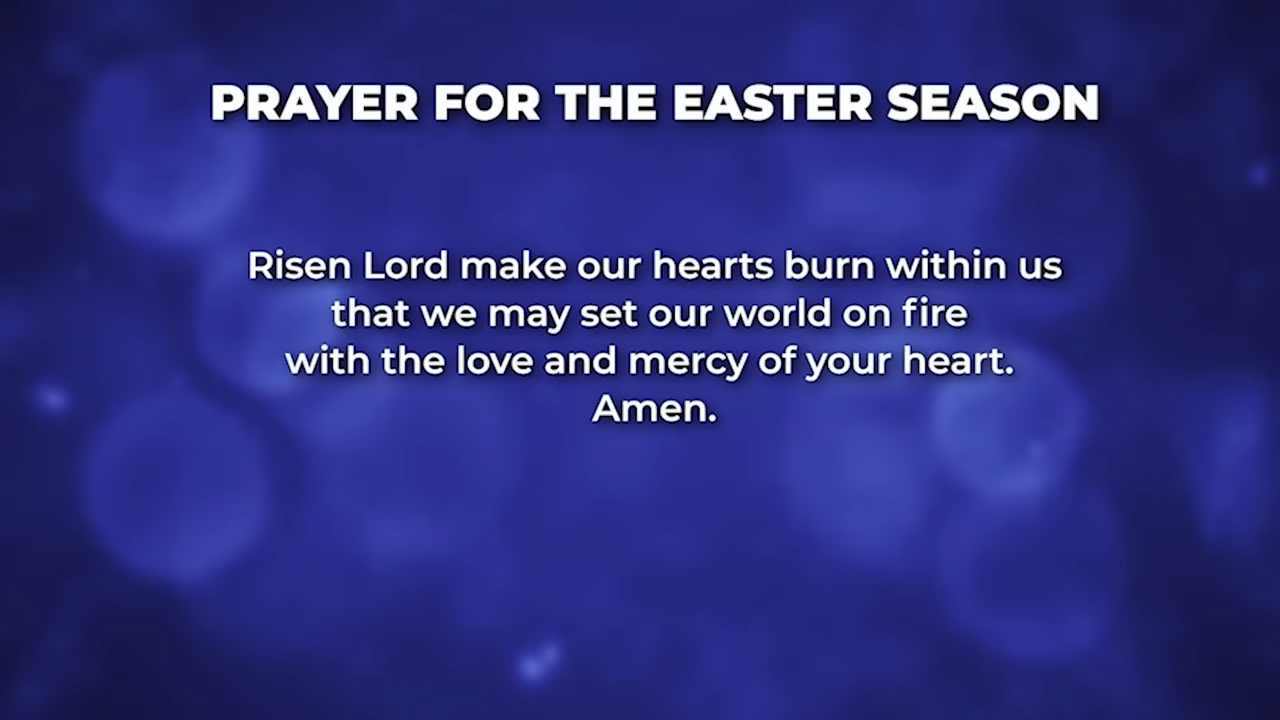 PRAYER FOR THE EASTER SEASON
Risen Lord make our hearts burn within us
that we may set our world on fire
with the love and mercy of your heart.
Amen.